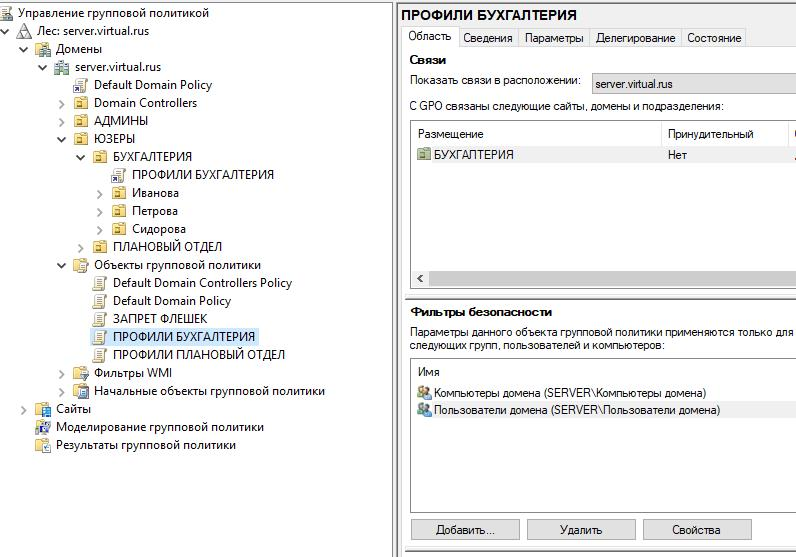 Управление групповой политикой
Лес: server.virtual.rus
Домены
server.virtual.rus
Default Domain Policy
Domain Controllers
АДМИНЫ
ЮЗЕРЫ
БУХГАЛТЕРИЯ
ПРОФИЛИ БУХГАЛТЕРИЯ
Иванова
Петрова
Сидорова
ПЛАНОВЫЙ ОТДЕЛ
Объекты групповой политики
Default Domain Controllers Policy
Default Domain Policy
ЗАПРЕТ ФЛЕШЕК
ПРОФИЛИ БУХГАЛТЕРИЯ
ПРОФИЛИ ПЛАНОВЫЙ ОТДЕЛ
Фильтры WMI
Начальные объекты групповой политики
Сайты
Моделирование групповой политики
Результаты групповой политики
ПРОФИЛИ БУХГАЛТЕРИЯ
Область Сведения Параметры Делегирование Состояние
Связи
Показать связи в расположении: server.virtual.rus
С GPO связаны следующие сайты, домены и подразделения:
Размещение Принудительный
БУХГАЛТЕРИЯ Нет
Фильтры безопасности
Параметры данного объекта групповой политики применяются только для
следующих групп, пользователей и компьютеров:
Имя
Компьютеры домена (SERVER\Компьютеры домена)
Пользователи домена (SERVER\Пользователи домена)
Добавить... Удалить Свойства